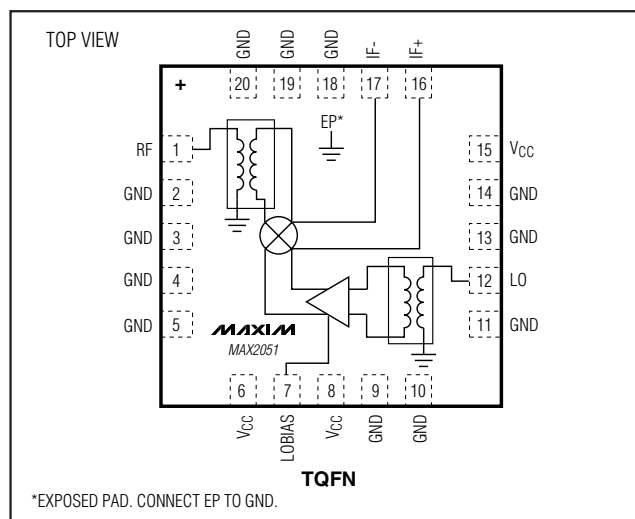 TOP VIEW
GND GND GND IF- IF+
20 19 18 17 16
+
EP*
RF 1
GND 2
GND 3
GND 4
GND 5
15 VCC
14 GND
13 GND
12 LO
11 GND
MAXIM
MAX2051
6 7 8 9 10
VCC LOBIAS VCC GND GND
TQFN
*EXPOSED PAD. CONNECT EP TO GND.